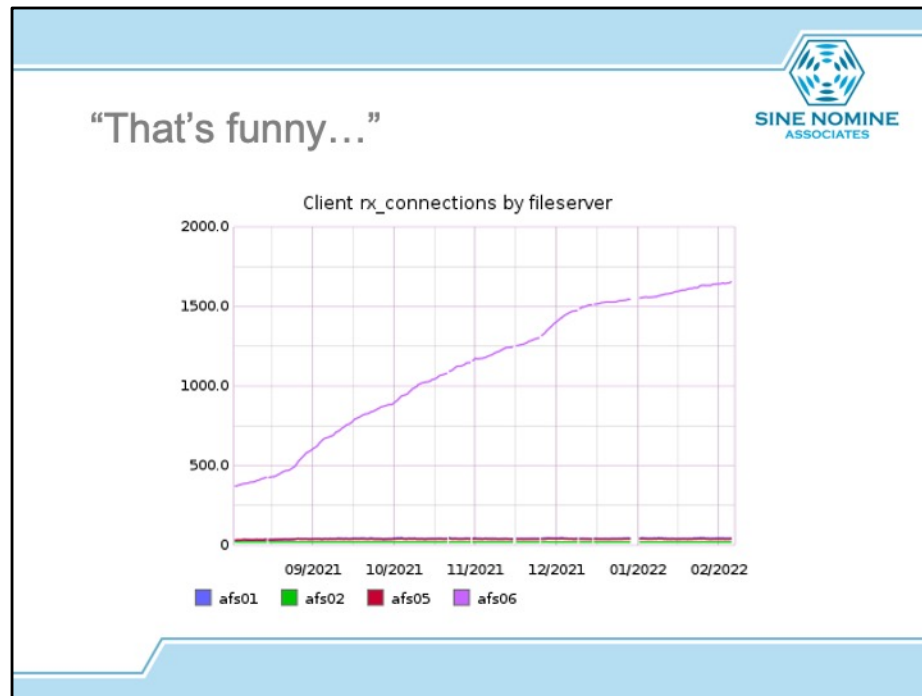 SINE NOMINE
ASSOCIATES
“That’s funny…”
Client rx_connections by fileserver
2000.0
1500.0
1000.0
500.0
0
09/2021 10/2021 11/2021 12/2021 01/2022 02/2022
afs01 afs02 afs05 afs06